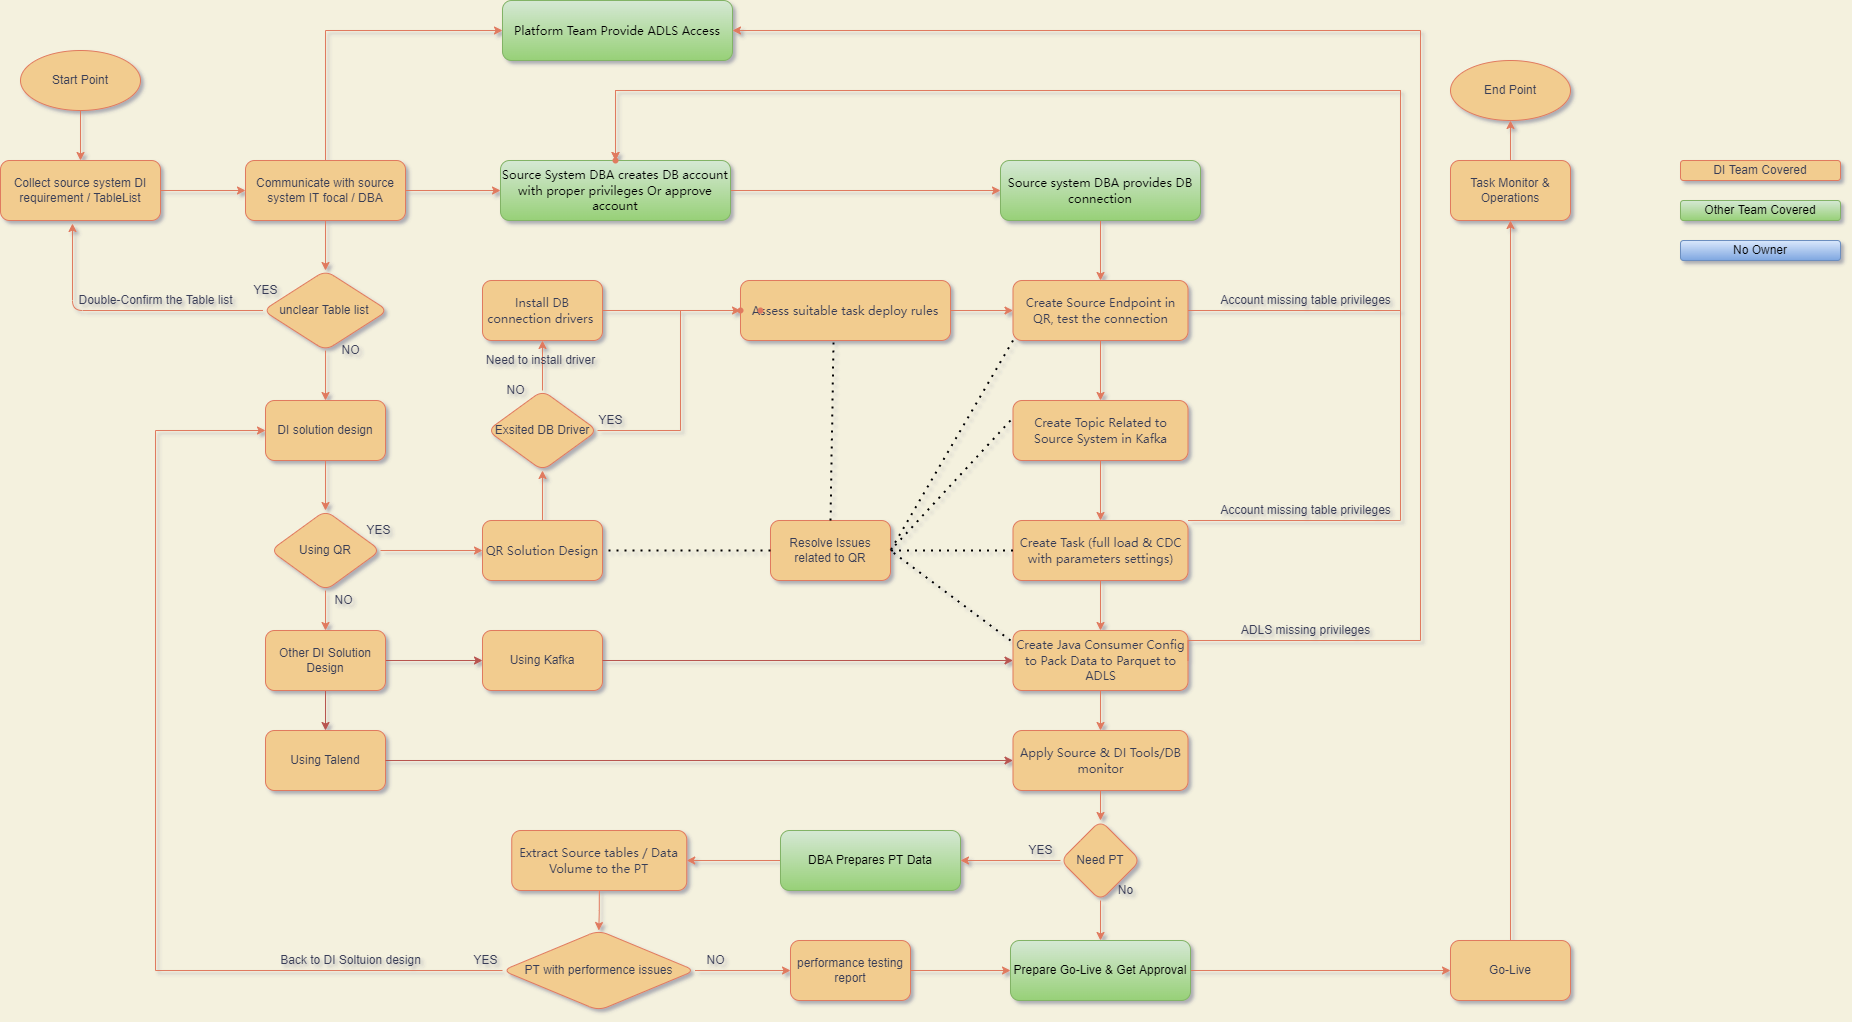 Platform Team Provide ADLS Access
Start Point
End Point
Collect source system DI
requirement / TableList
Communicate with source
system IT focal / DBA
Source System DBA creates DB account
with proper privileges Or approve
account
Source system DBA provides DB
connection
Task Monitor &
Operations
DI Team Covered
Other Team Covered
No Owner
YES
Double-Confirm the Table list
unclear Table list
NO
Install DB
connection drivers
Assess suitable task deploy rules
Create Source Endpoint in
QR, test the connection
Account missing table privileges
Need to install driver
NO
YES
Exsited DB Driver
DI solution design
Create Topic Related to
Source System in Kafka
Account missing table privileges
YES
Using QR
NO
QR Solution Design
Resolve Issues
related to QR
Create Task (full load & CDC
with parameters settings)
ADLS missing privileges
Other DI Solution
Design
Using Kafka
Create Java Consumer Config
to Pack Data to Parquet to
ADLS
Using Talend
Apply Source & DI Tools/DB
monitor
Extract Source tables / Data
Volume to the PT
DBA Prepares PT Data
YES
Need PT
No
Back to DI Soltuion design
YES
PT with performence issues
NO
performance testing
report
Prepare Go-Live & Get Approval
Go-Live